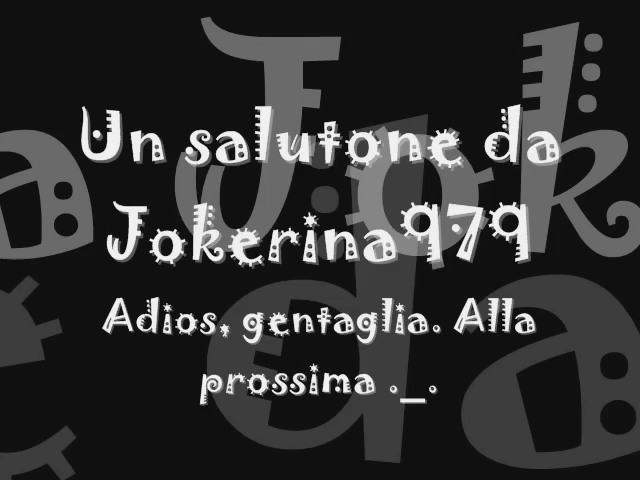 Un salutone da
Jokerina979
Adios, gentaglia. Alla
prossima ._.